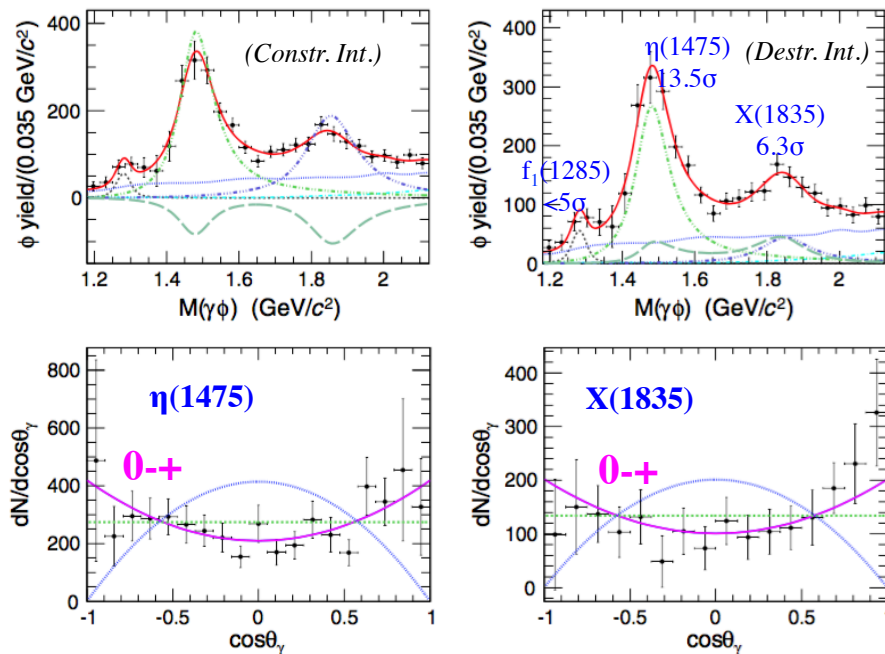 (Constr. Int.)
φ yield/(0.035 GeV/c²)
400
300
200
100
0
-100
1.2
1.4
1.6
1.8
2
M(γφ) (GeV/c²)
η(1475)
13.5σ
(Destr. Int.)
X(1835)
6.3σ
f₁(1285)
<5σ
φ yield/(0.035 GeV/c²)
400
300
200
100
0
1.2
1.4
1.6
1.8
2
M(γφ) (GeV/c²)
η(1475)
0-+
dN/dcosθγ
800
600
400
200
0
-1
-0.5
0
0.5
1
cosθγ
X(1835)
0-+
dN/dcosθγ
400
300
200
100
0
-1
-0.5
0
0.5
cosθγ